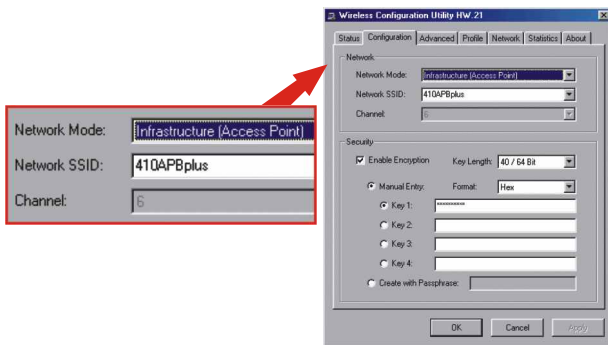 Wireless Configuration Utility HW.21
Status Configuration Advanced Profile Network Statistics About
Network
Network Mode: Infrastructure (Access Point)
Network SSID: 410APBplus
Channel: 6
Security
Enable Encryption Key Length: 40 / 64 Bit
Manual Entry: Format: Hex
Key 1: **********
Key 2:
Key 3:
Key 4:
Create with Passphrase:
OK Cancel Apply
Network Mode: Infrastructure (Access Point)
Network SSID: 410APBplus
Channel: 6